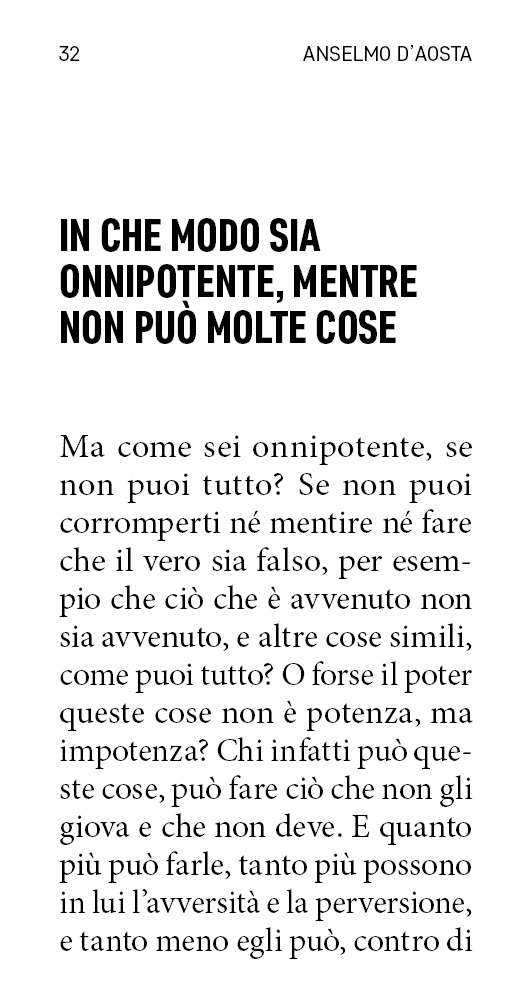 32
ANSELMO D'AOSTA
IN CHE MODO SIA
ONNIPOTENTE, MENTRE
NON PUÒ MOLTE COSE
Ma come sei onnipotente, se
non puoi tutto? Se non puoi
corromperti né mentire né fare
che il vero sia falso, per esem-
pio che ciò che è avvenuto non
sia avvenuto, e altre cose simili,
come puoi tutto? O forse il poter
queste cose non è potenza, ma
impotenza? Chi infatti può que-
ste cose, può fare ciò che non gli
giova e che non deve. E quanto
più può farle, tanto più possono
in lui l’avversità e la perversione,
e tanto meno egli può, contro di